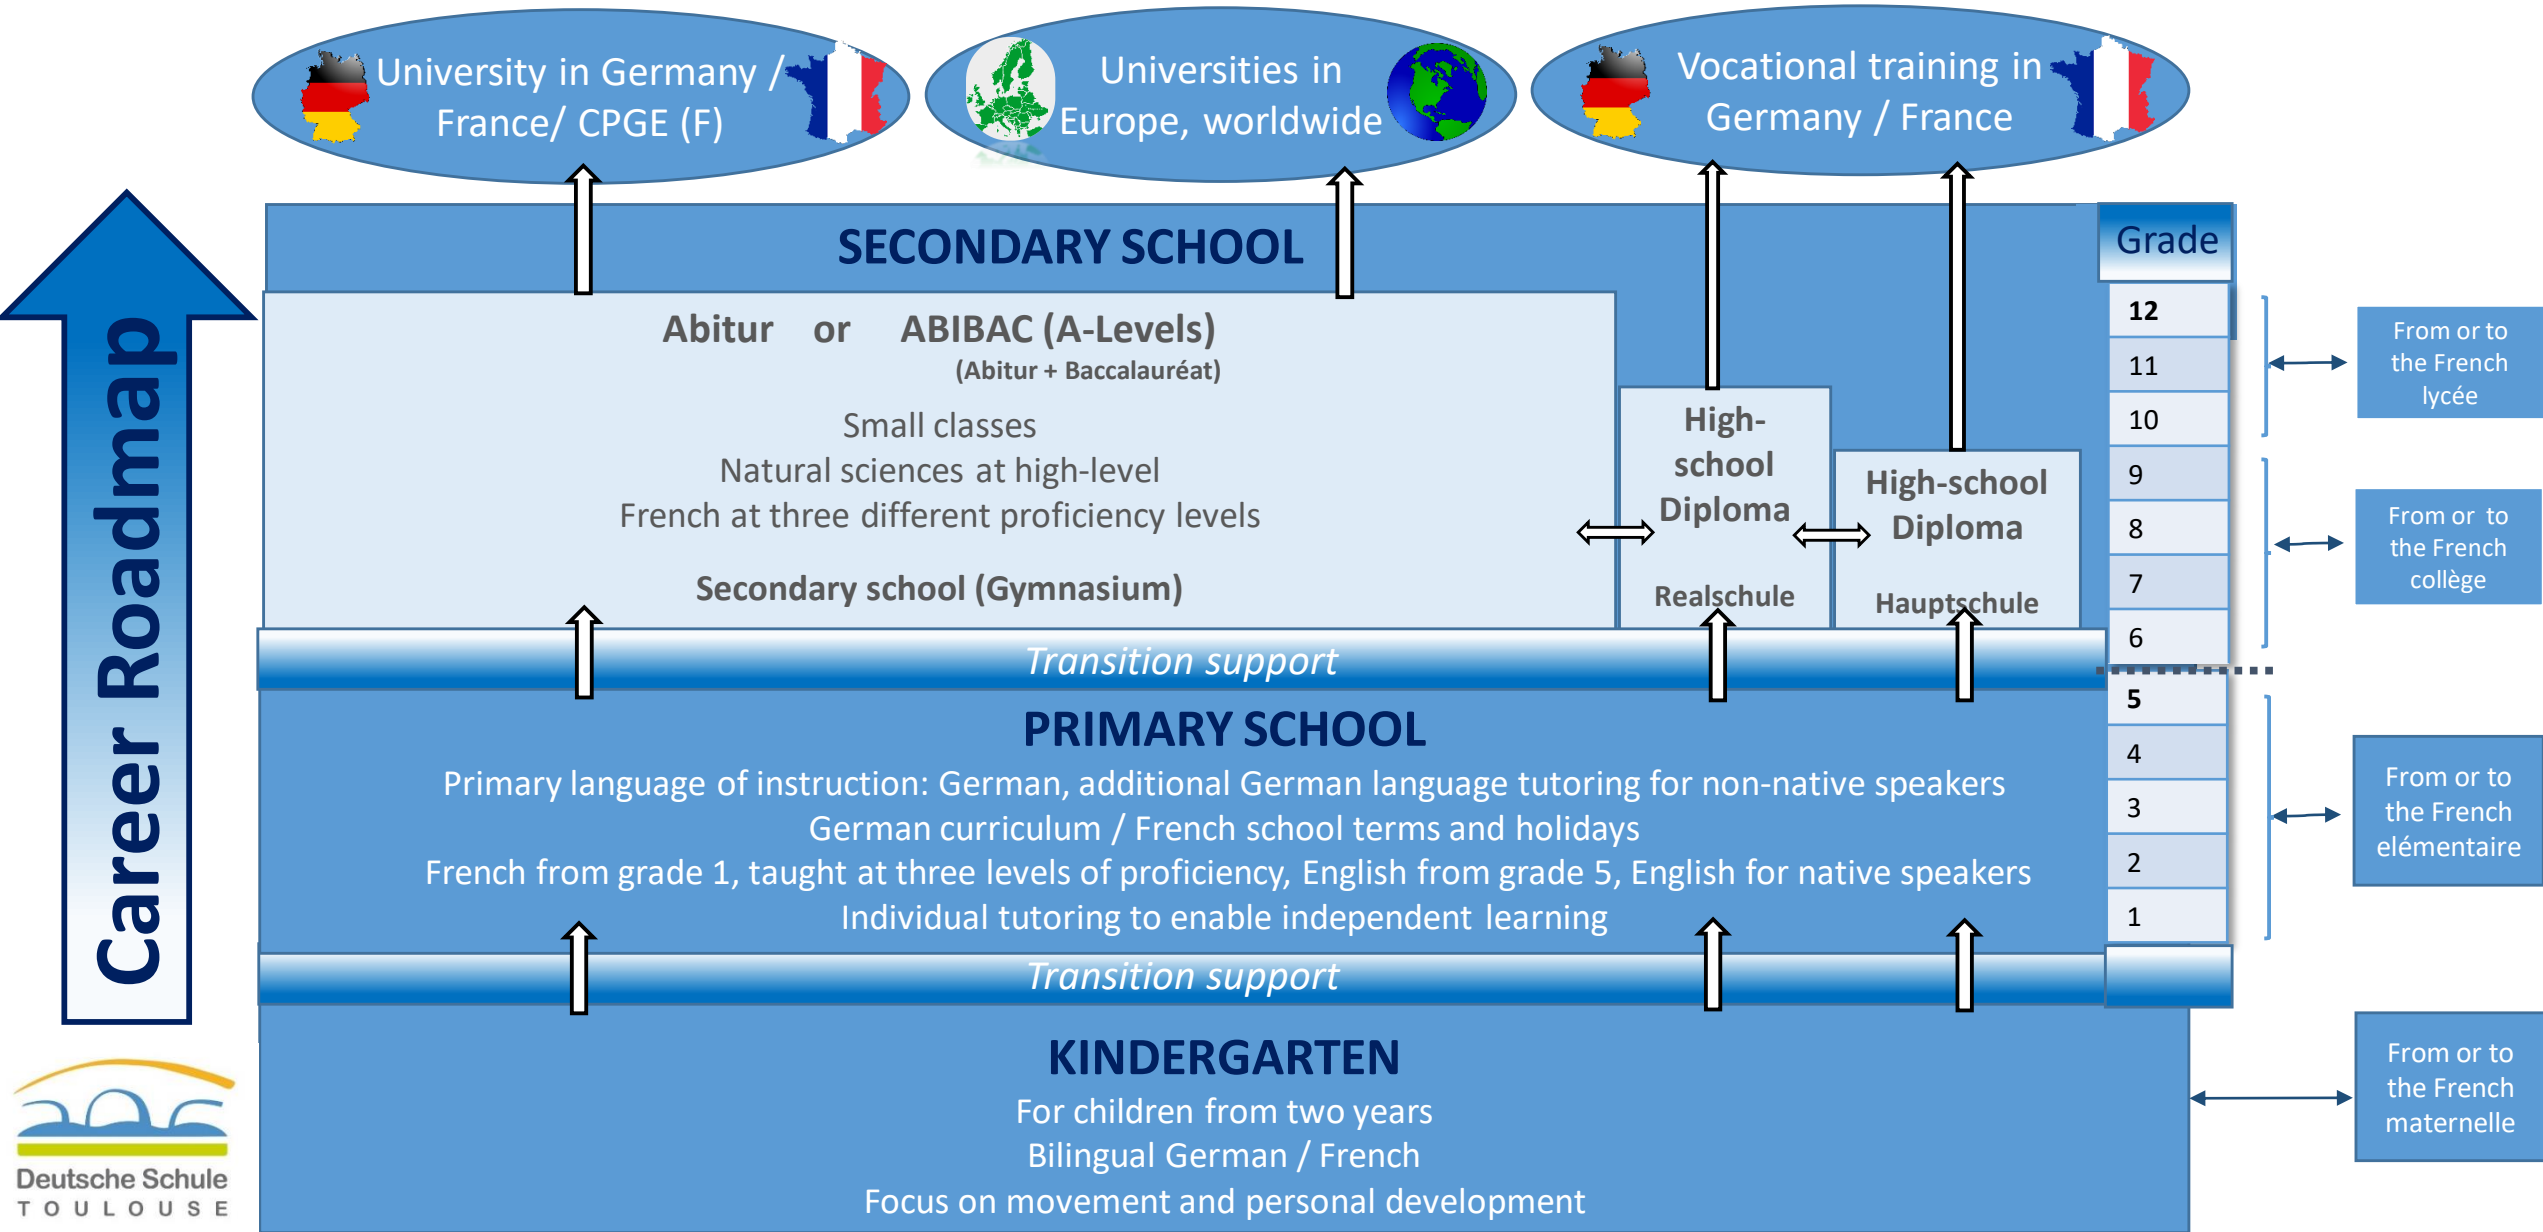 University in Germany /
France/ CPGE (F)
Universities in
Europe, worldwide
Vocational training in
Germany / France
Career Roadmap
SECONDARY SCHOOL
Abitur or ABIBAC (A-Levels)
(Abitur + Baccalauréat)
Small classes
Natural sciences at high-level
French at three different proficiency levels
Secondary school (Gymnasium)
High-
school
Diploma
Realschule
High-school
Diploma
Hauptschule
Transition support
PRIMARY SCHOOL
Primary language of instruction: German, additional German language tutoring for non-native speakers
German curriculum / French school terms and holidays
French from grade 1, taught at three levels of proficiency, English from grade 5, English for native speakers
Individual tutoring to enable independent learning
Transition support
KINDERGARTEN
For children from two years
Bilingual German / French
Focus on movement and personal development
Grade
12
11
10
9
8
7
6
5
4
3
2
1
From or to
the French
lycée
From or to
the French
collège
From or to
the French
elémentaire
From or to
the French
maternelle
Deutsche Schule
TOULOUSE